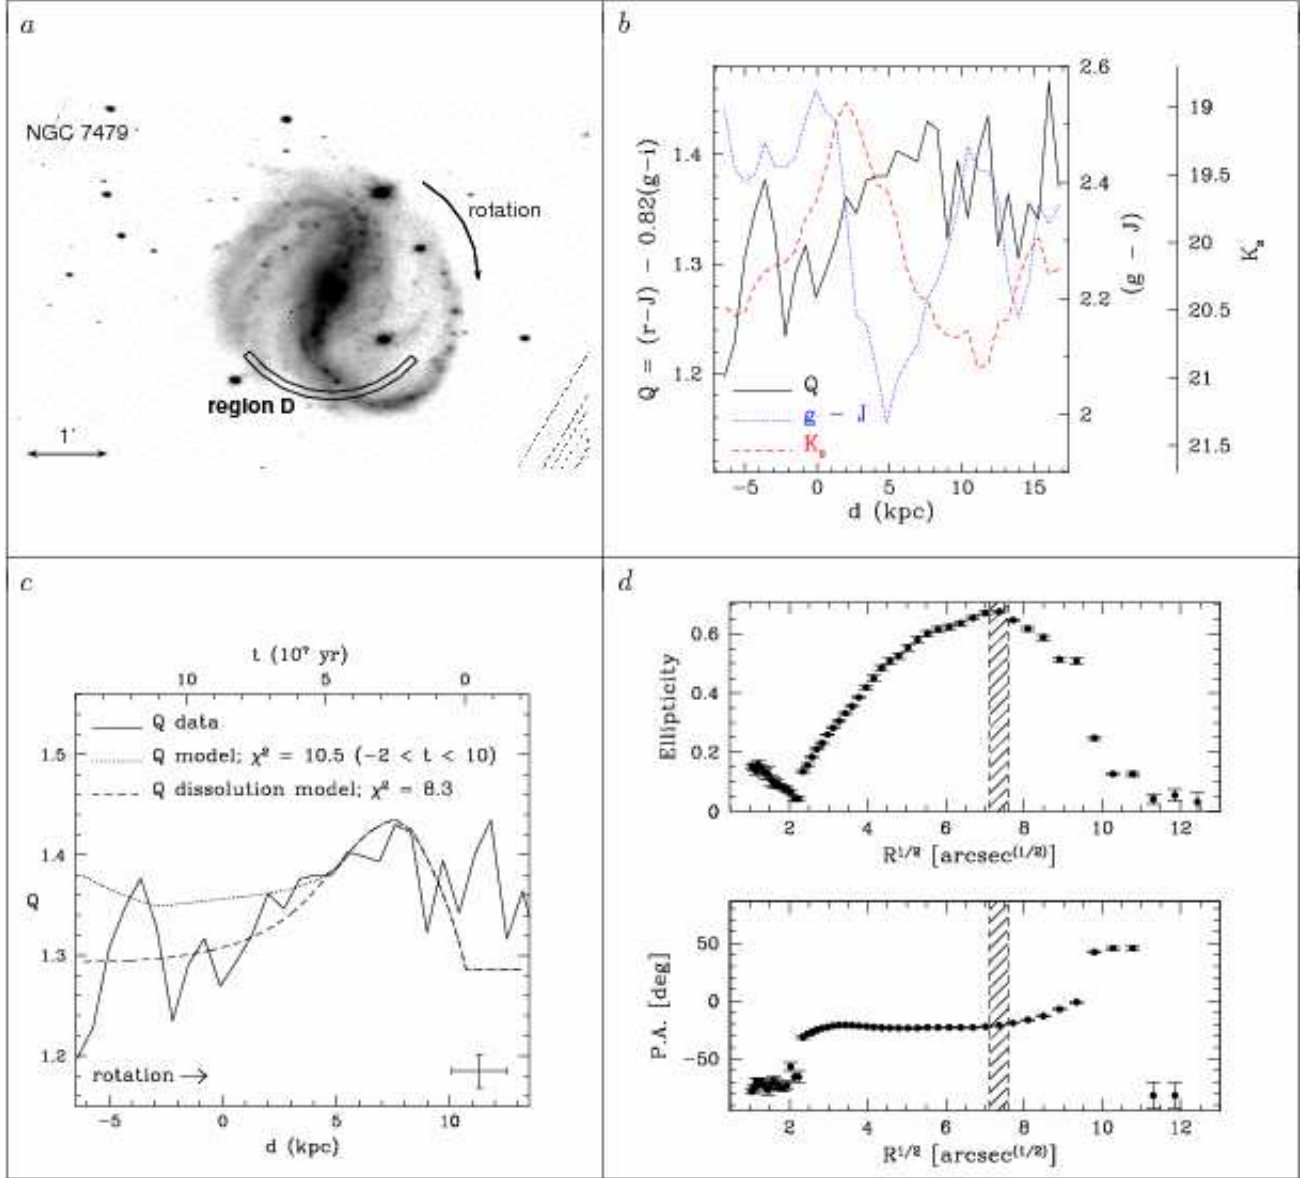 a
NGC 7479
rotation
region D
1'
b
Q = (r−J) − 0.82(g−i)
1.4
1.3
1.2
Q
g − J
Ks
−5 0 5 10 15
d (kpc)
2.6
2.4
2.2
2
(g − J)
19
19.5
20
20.5
21
21.5
Ks
c
t (10⁹ yr)
10 5 0
Q data
Q model; χ² = 10.5 (−2 < t < 10)
Q dissolution model; χ² = 8.3
1.5
1.4
Q
1.3
1.2
rotation →
−5 0 5 10
d (kpc)
d
Ellipticity
0.6
0.4
0.2
0
2 4 6 8 10 12
R^1/2 [arcsec^(1/2)]
P.A. [deg]
50
0
−50
2 4 6 8 10 12
R^1/2 [arcsec^(1/2)]